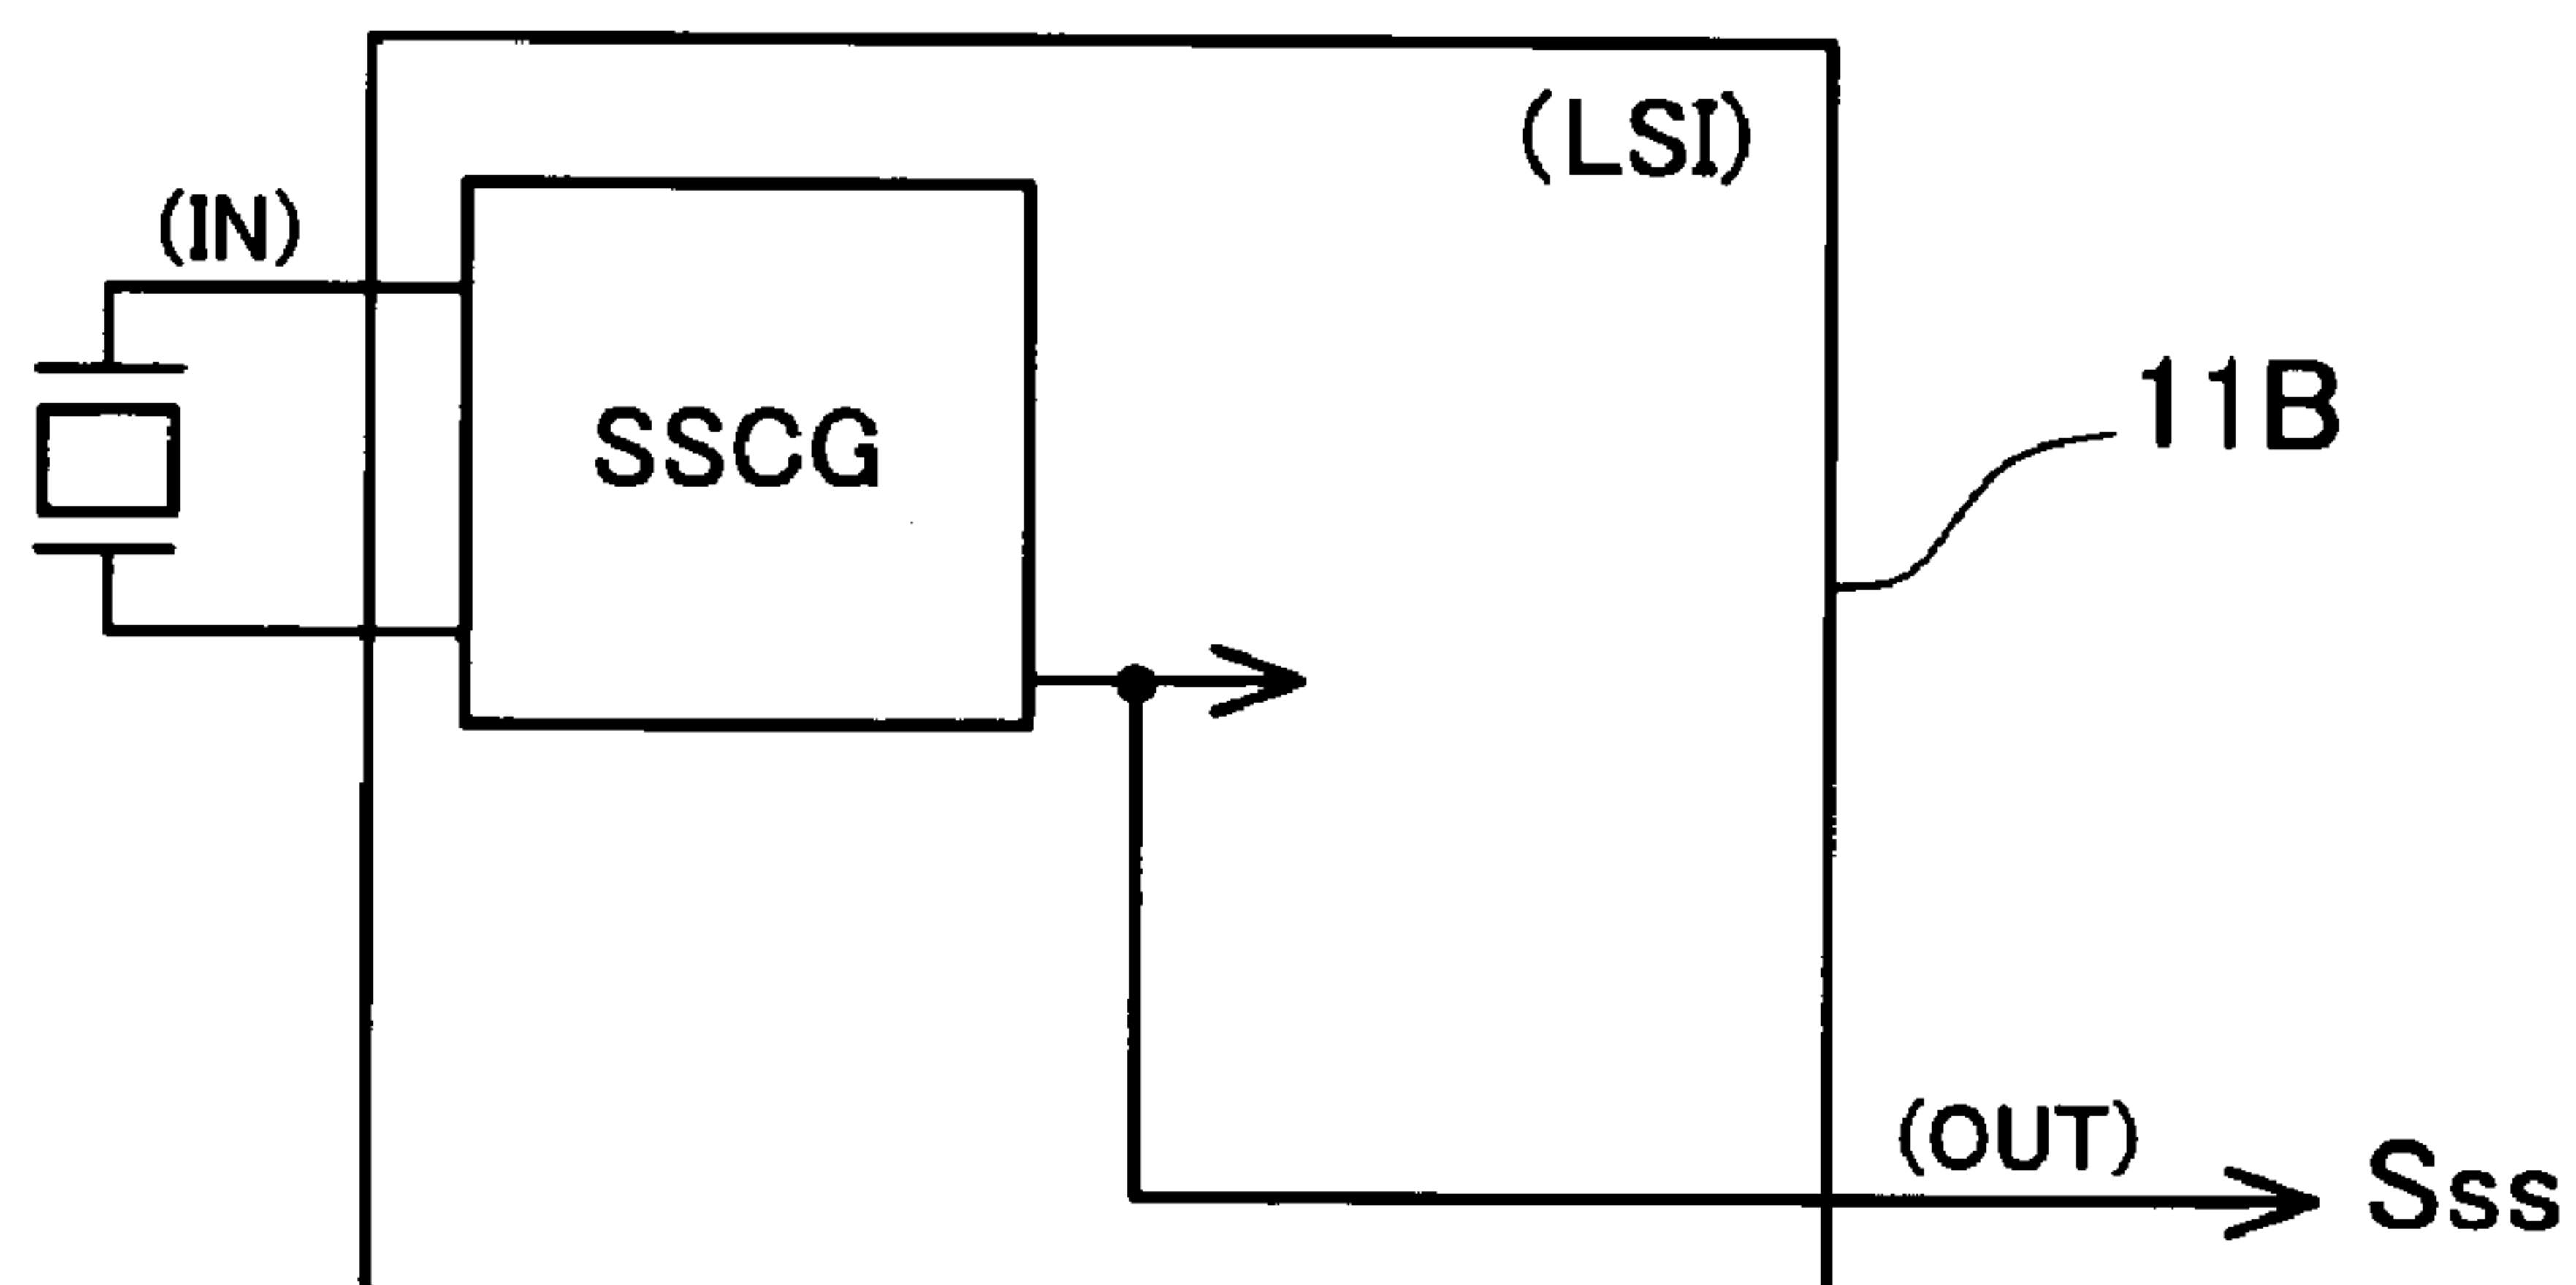 (LSI)
(IN)
SSCG
11B
(OUT)
Sss